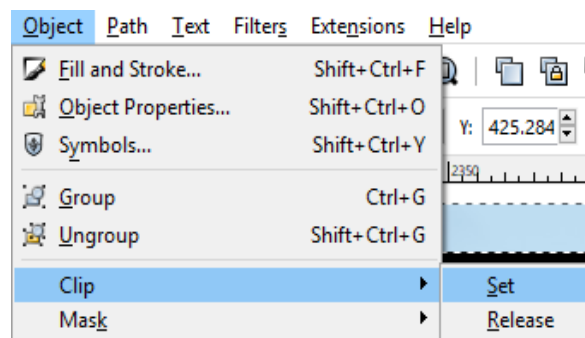 Object Path Text Filters Extensions Help
Fill and Stroke... Shift+Ctrl+F
Object Properties... Shift+Ctrl+O
Y: 425.284
Symbols... Shift+Ctrl+Y
2350
Group Ctrl+G
Ungroup Shift+Ctrl+G
Clip Set
Mask Release